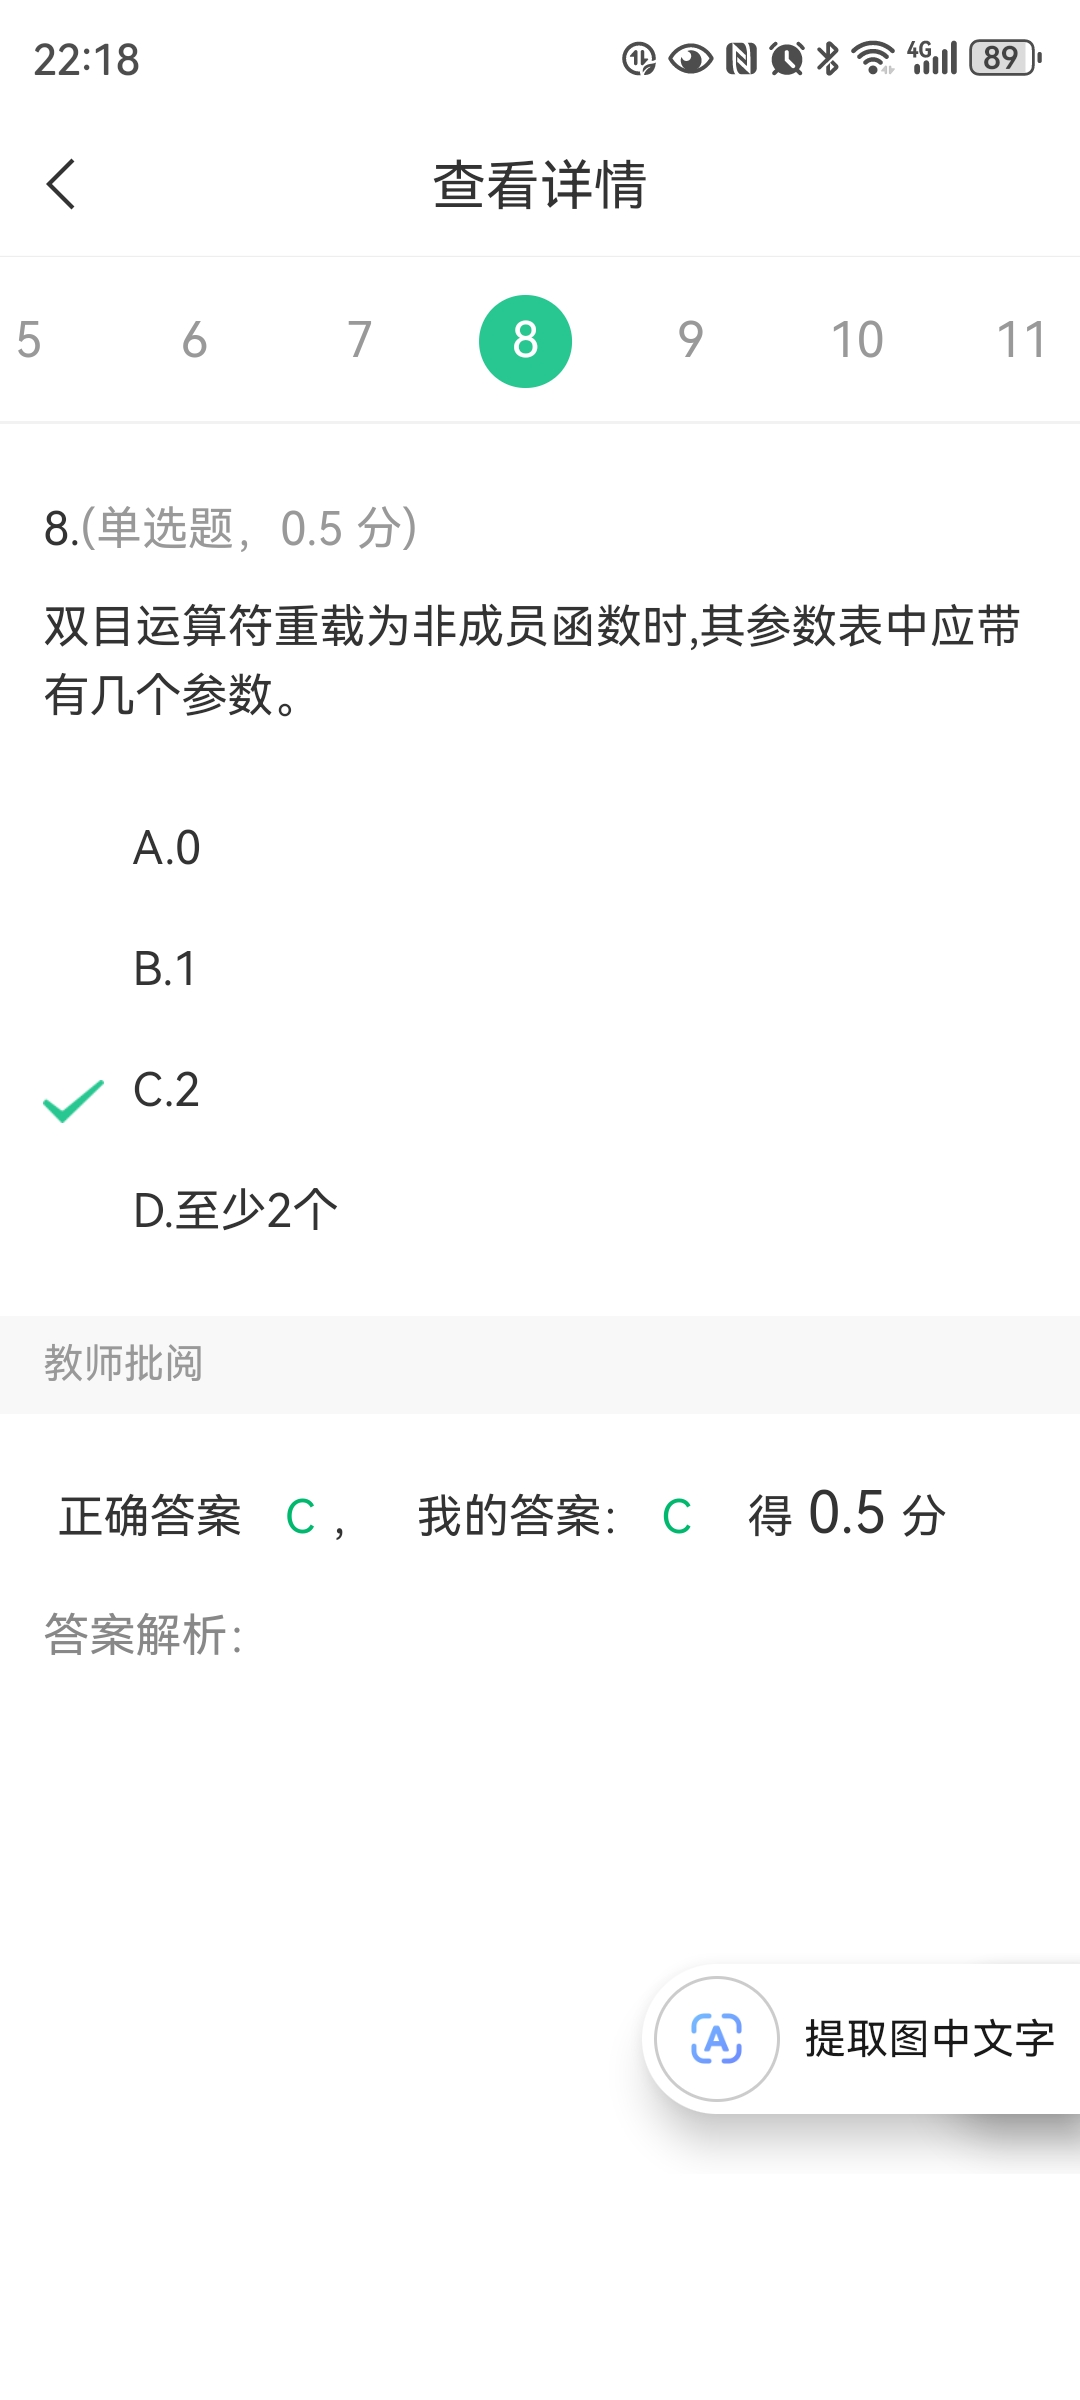 22:18
4G 89
查看详情
5 6 7 8 9 10 11
8.(单选题，0.5 分)
双目运算符重载为非成员函数时,其参数表中应带
有几个参数。
A.0
B.1
C.2
D.至少2个
教师批阅
正确答案 C ， 我的答案： C 得 0.5 分
答案解析：
A 提取图中文字